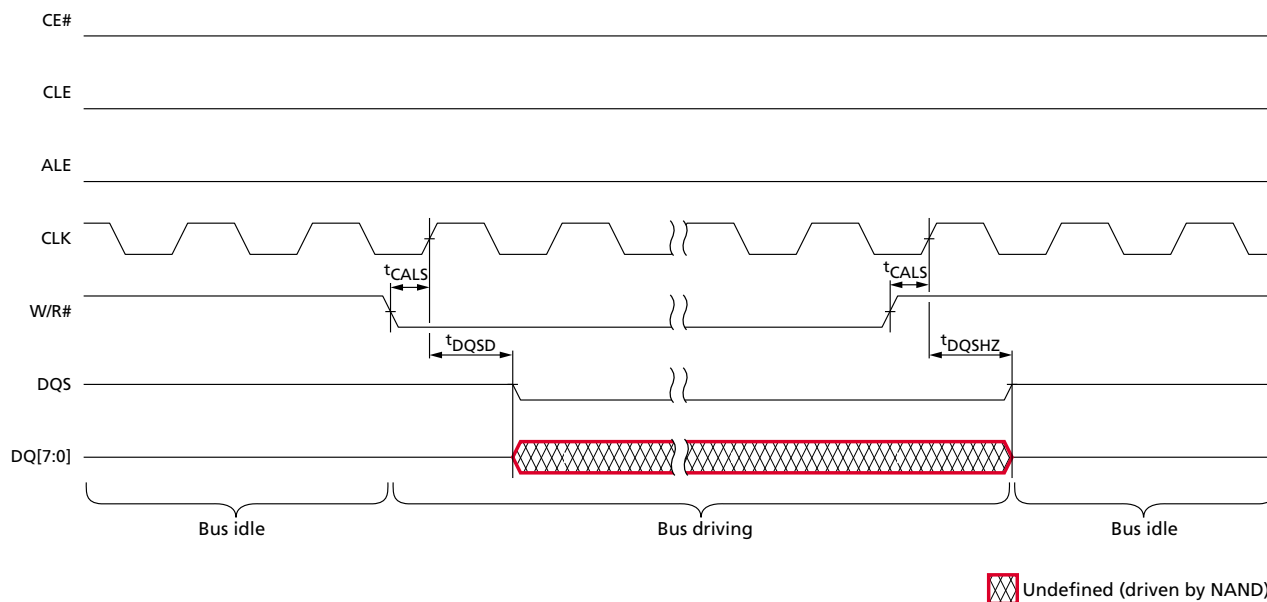 CE#
CLE
ALE
CLK
tCALS tCALS
W/R#
tDQSD tDQSHZ
DQS
DQ[7:0]
Bus idle Bus driving Bus idle
Undefined (driven by NAND)